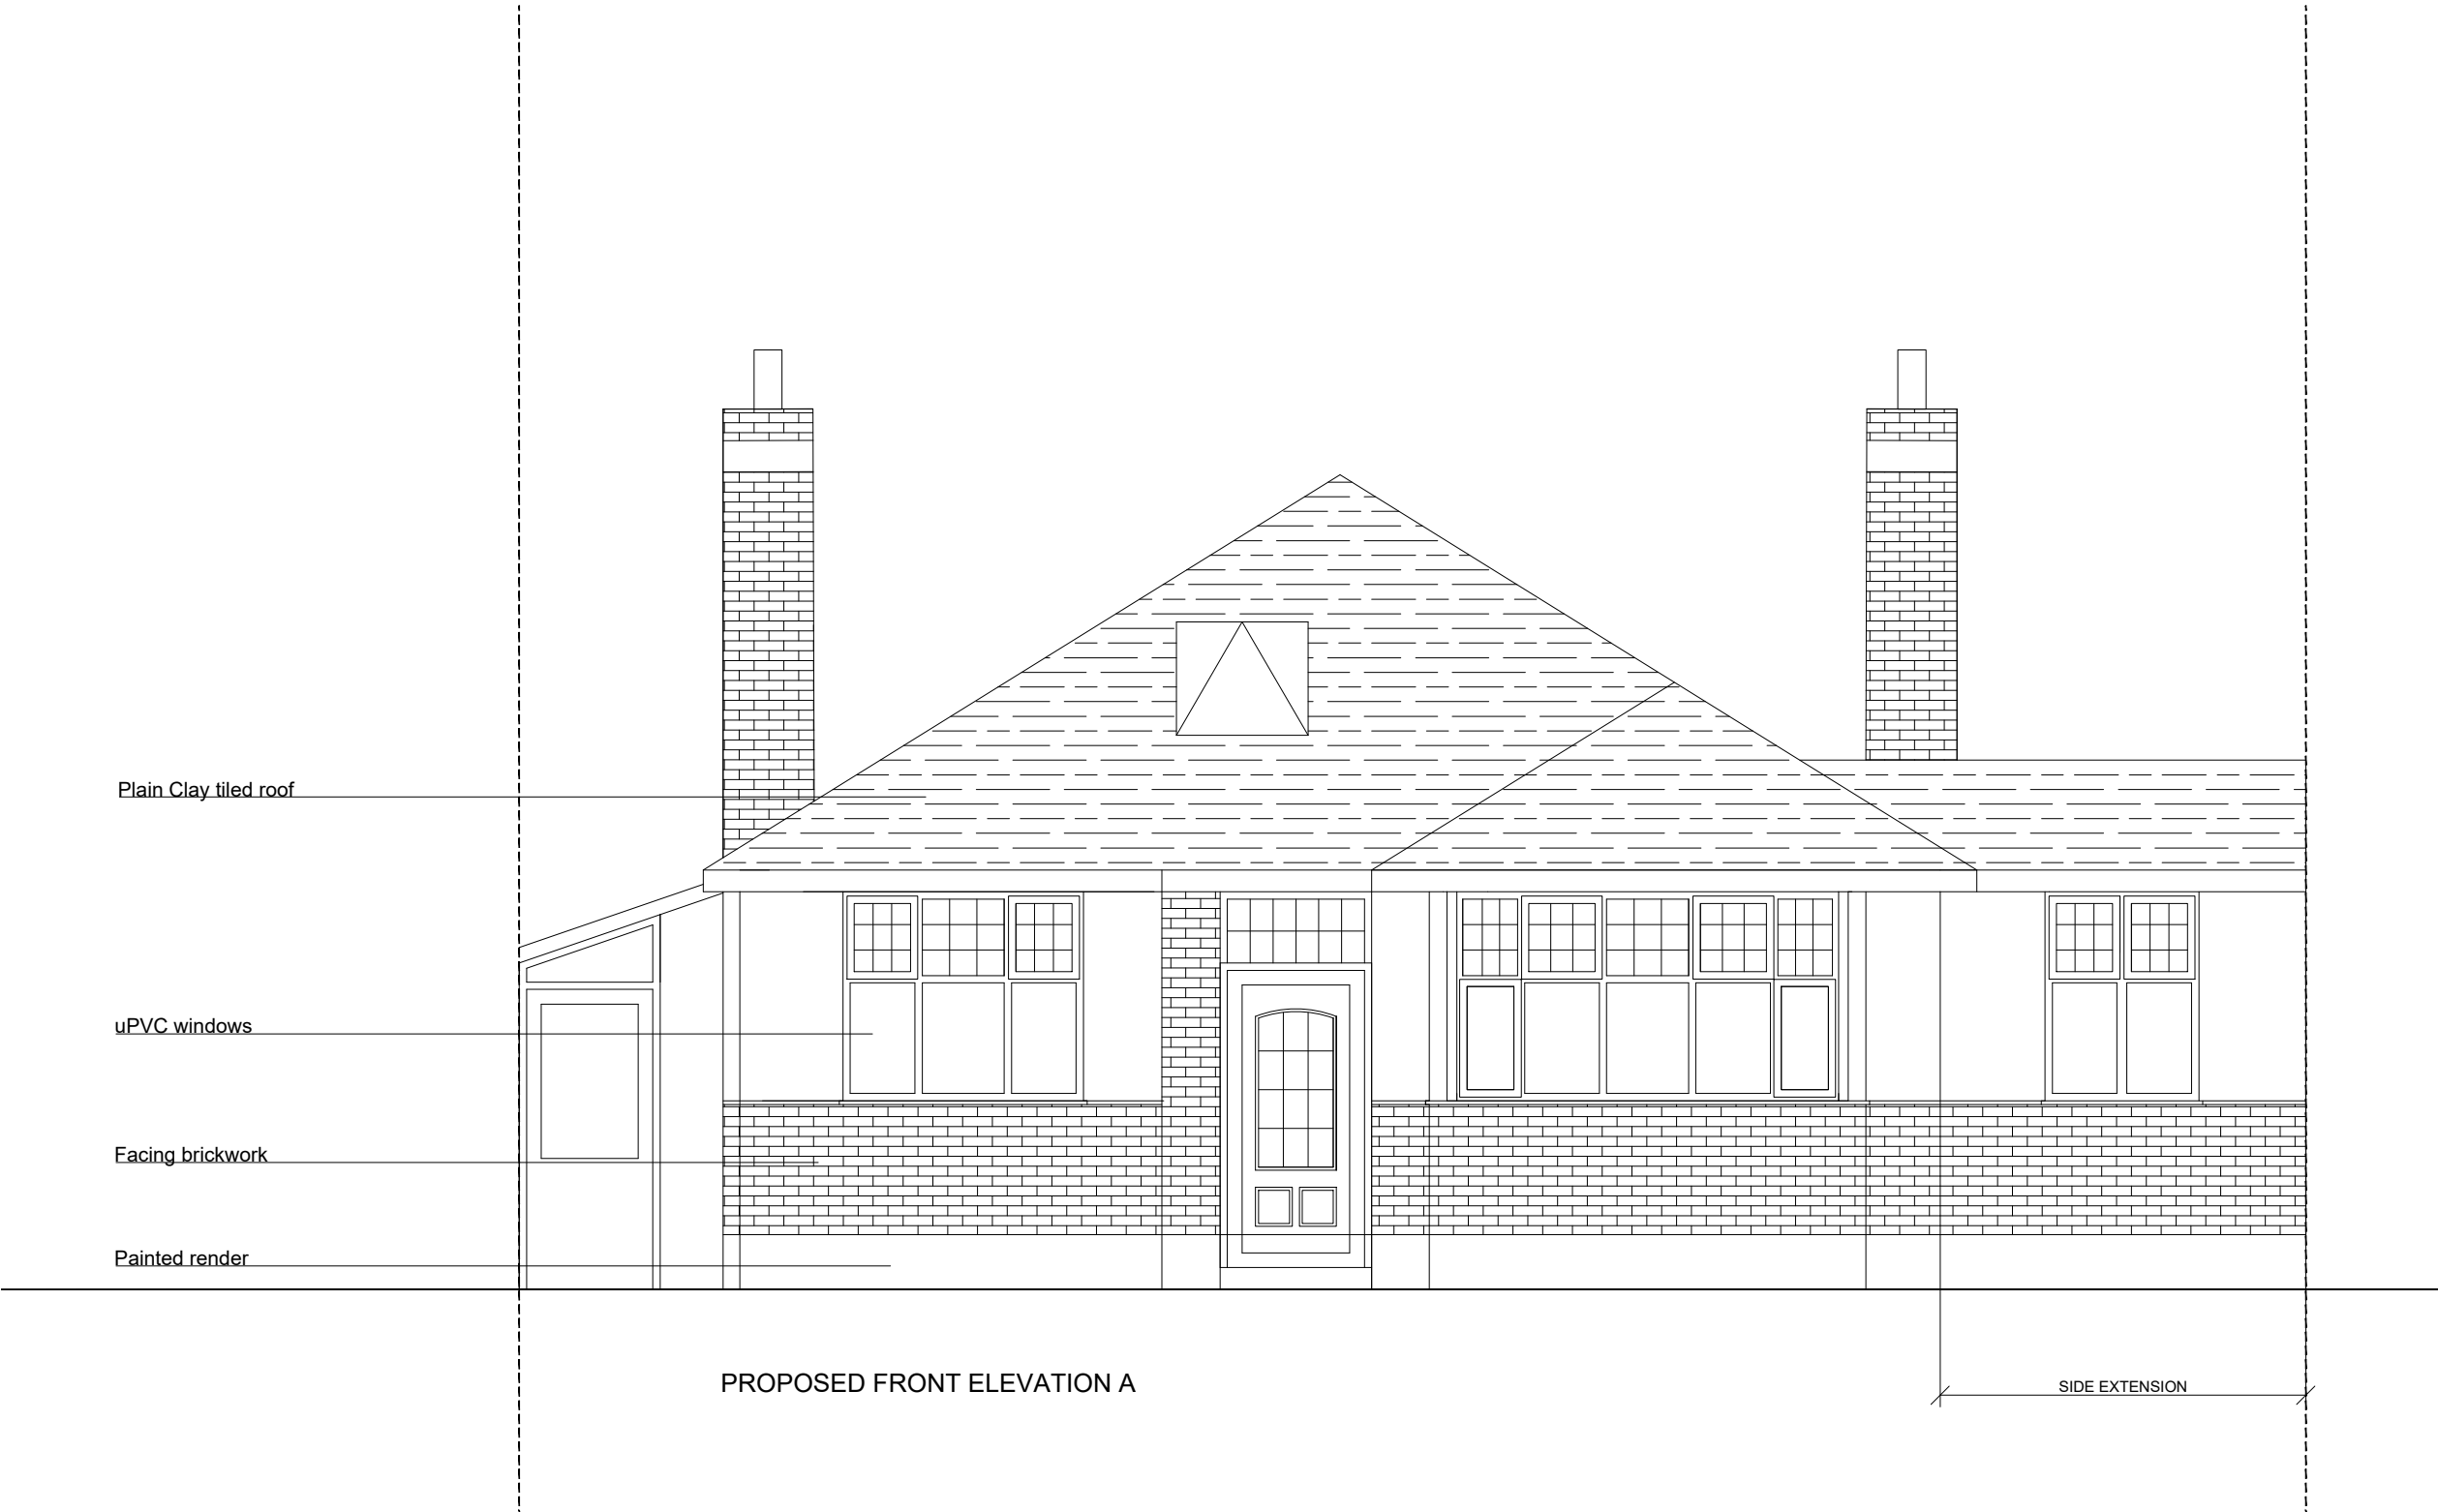 Plain Clay tiled roof
uPVC windows
Facing brickwork
Painted render
PROPOSED FRONT ELEVATION A
SIDE EXTENSION